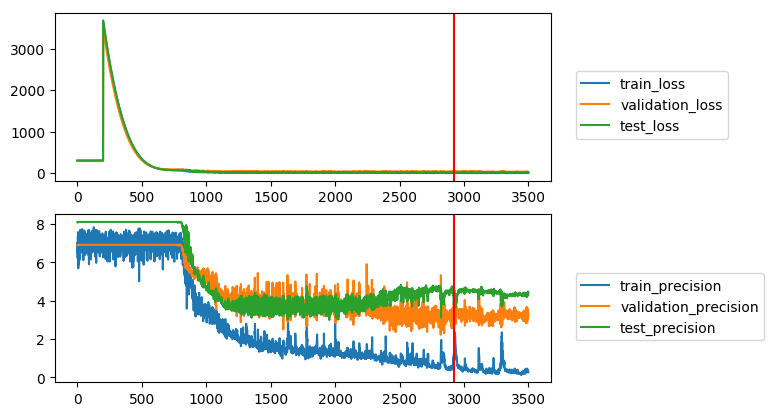 3000
2000
1000
0
0 500 1000 1500 2000 2500 3000 3500
train_loss
validation_loss
test_loss
8
6
4
2
0
0 500 1000 1500 2000 2500 3000 3500
train_precision
validation_precision
test_precision